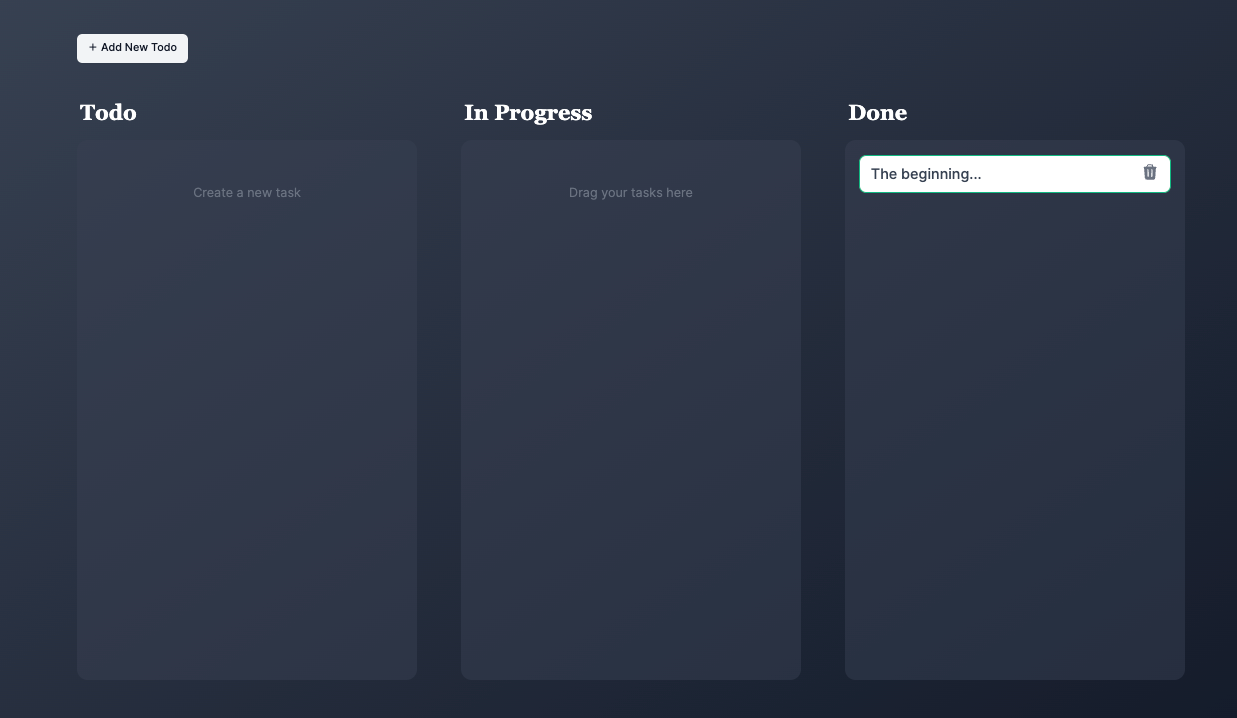 + Add New Todo
Todo
In Progress
Done
Create a new task
Drag your tasks here
The beginning...